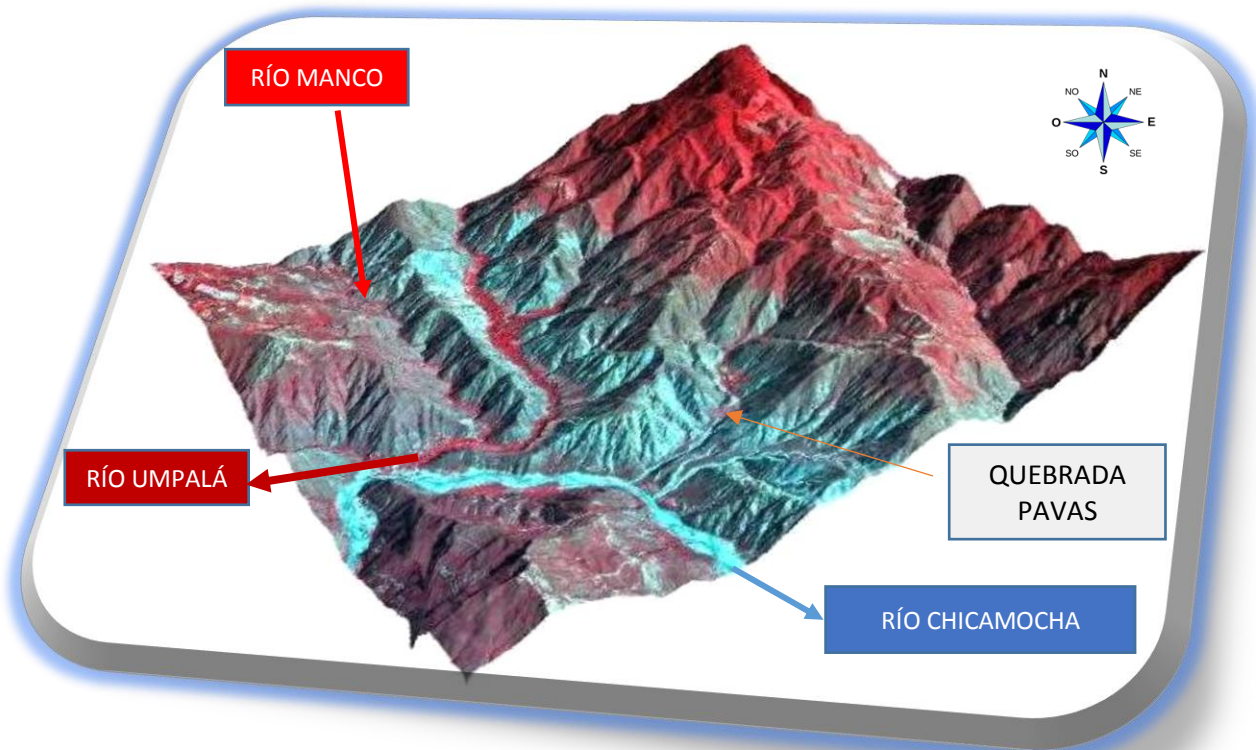 RÍO MANCO
N
NO
NE
O
E
SO
SE
S
RÍO UMPALÁ
QUEBRADA
PAVAS
RÍO CHICAMOCHA